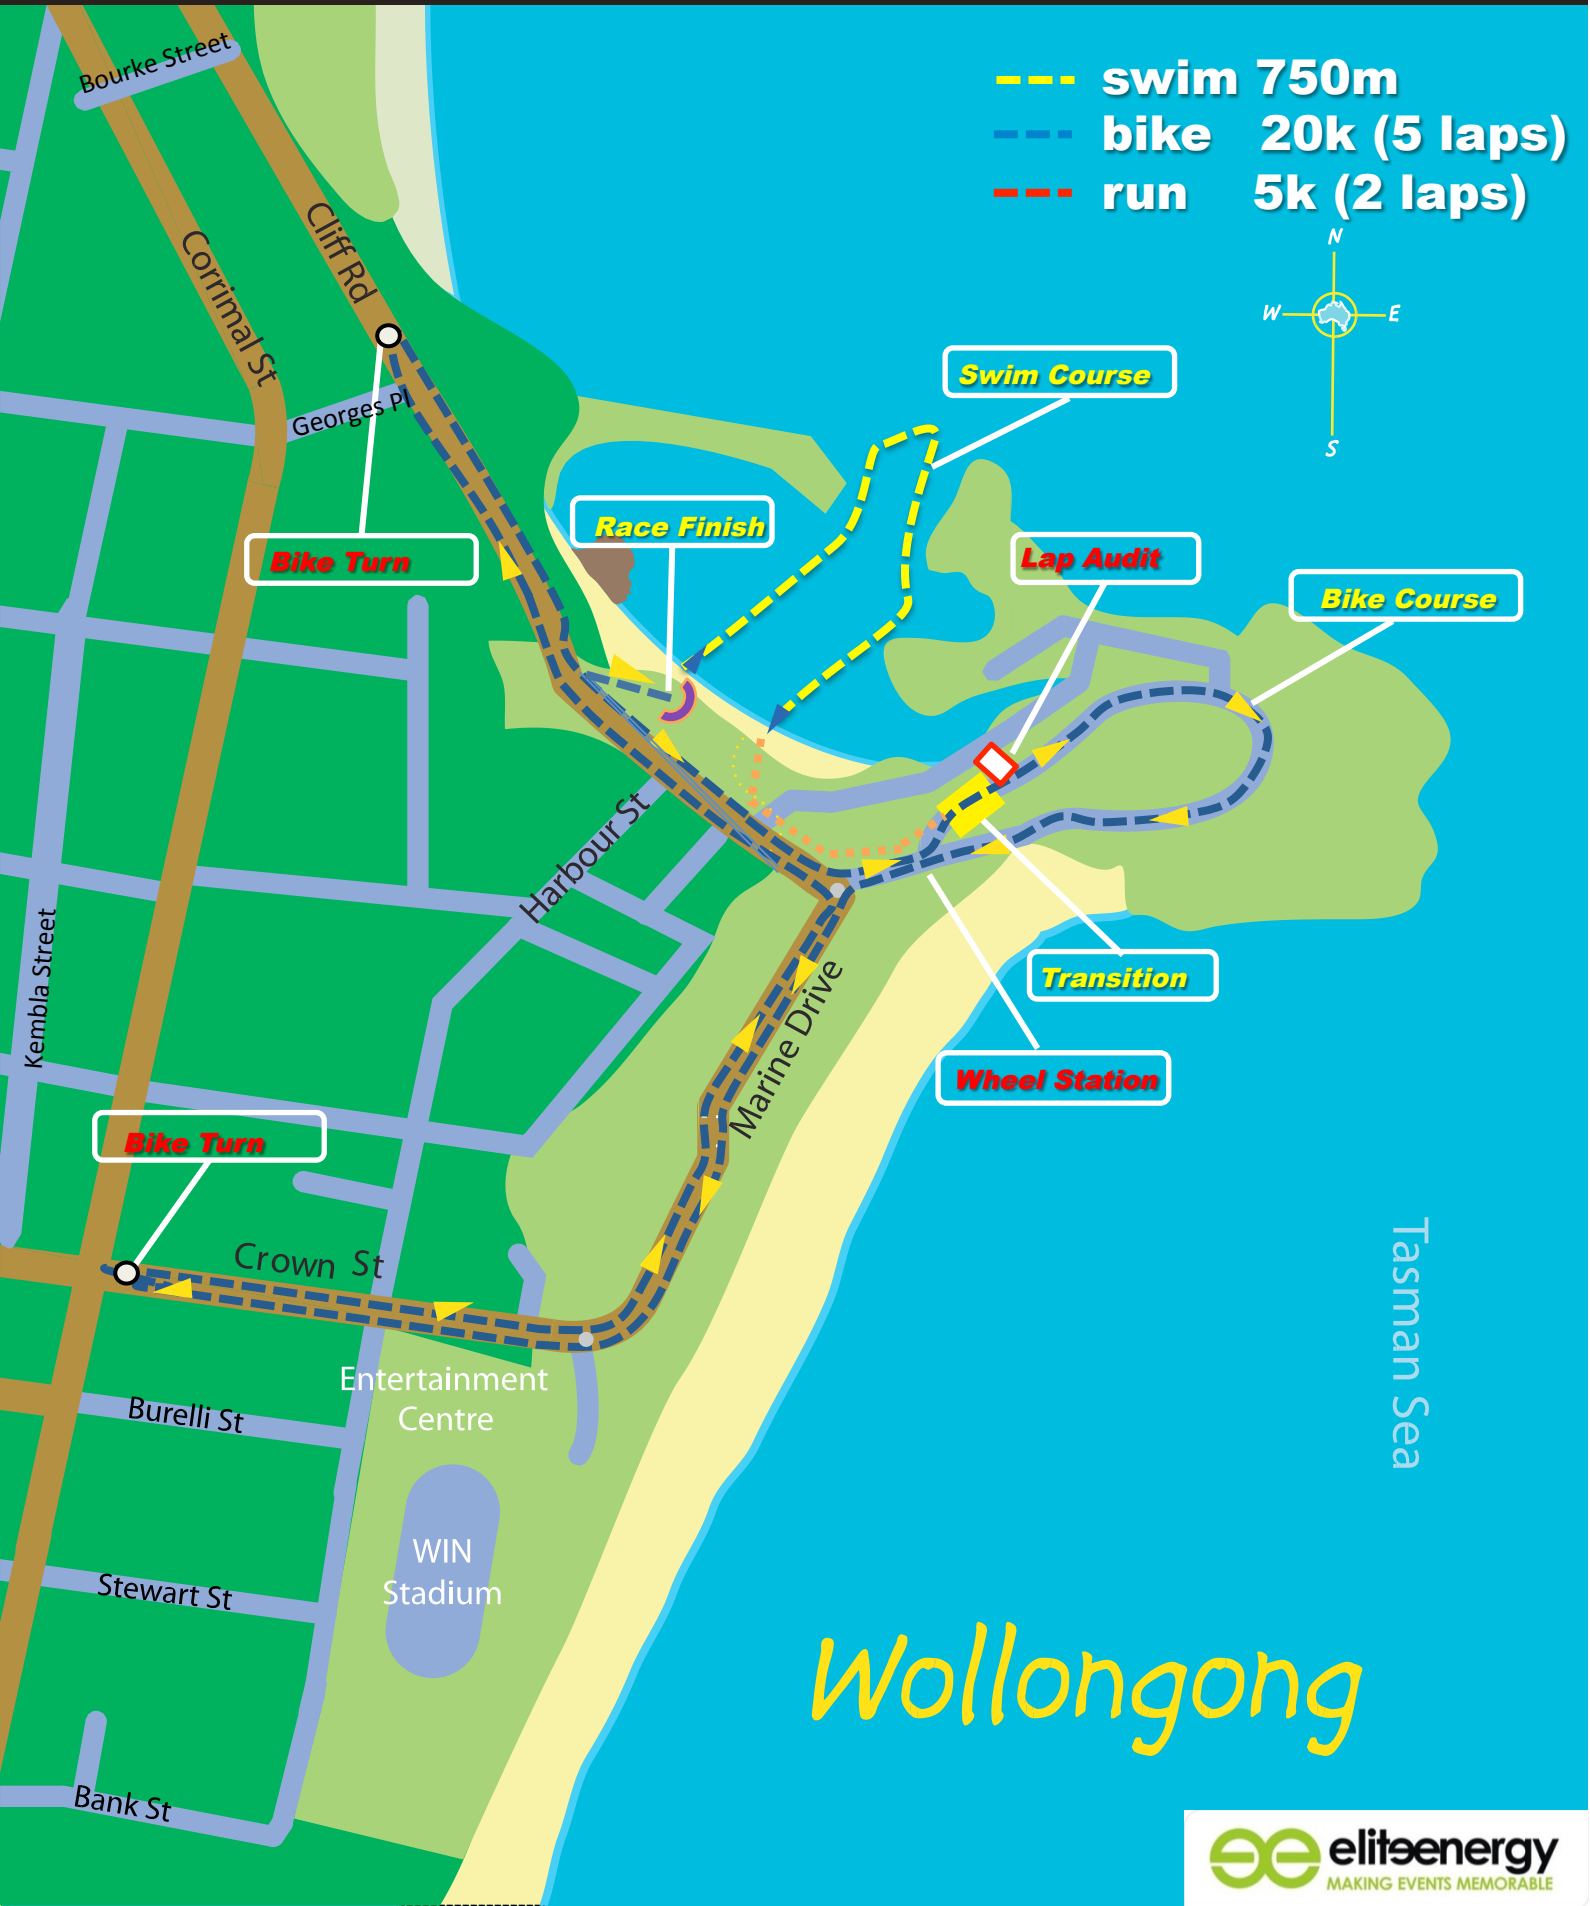 swim 750m
bike 20k (5 laps)
run 5k (2 laps)
N
W
E
S
Bourke Street
Cliff Rd
Corrimal St
Georges Pl
Swim Course
Race Finish
Bike Turn
Lap Audit
Bike Course
Harbour St
Kembla Street
Marine Drive
Transition
Wheel Station
Bike Turn
Crown St
Entertainment
Centre
Burelli St
WIN
Stadium
Stewart St
Bank St
Tasman Sea
Wollongong
eliteenergy
MAKING EVENTS MEMORABLE